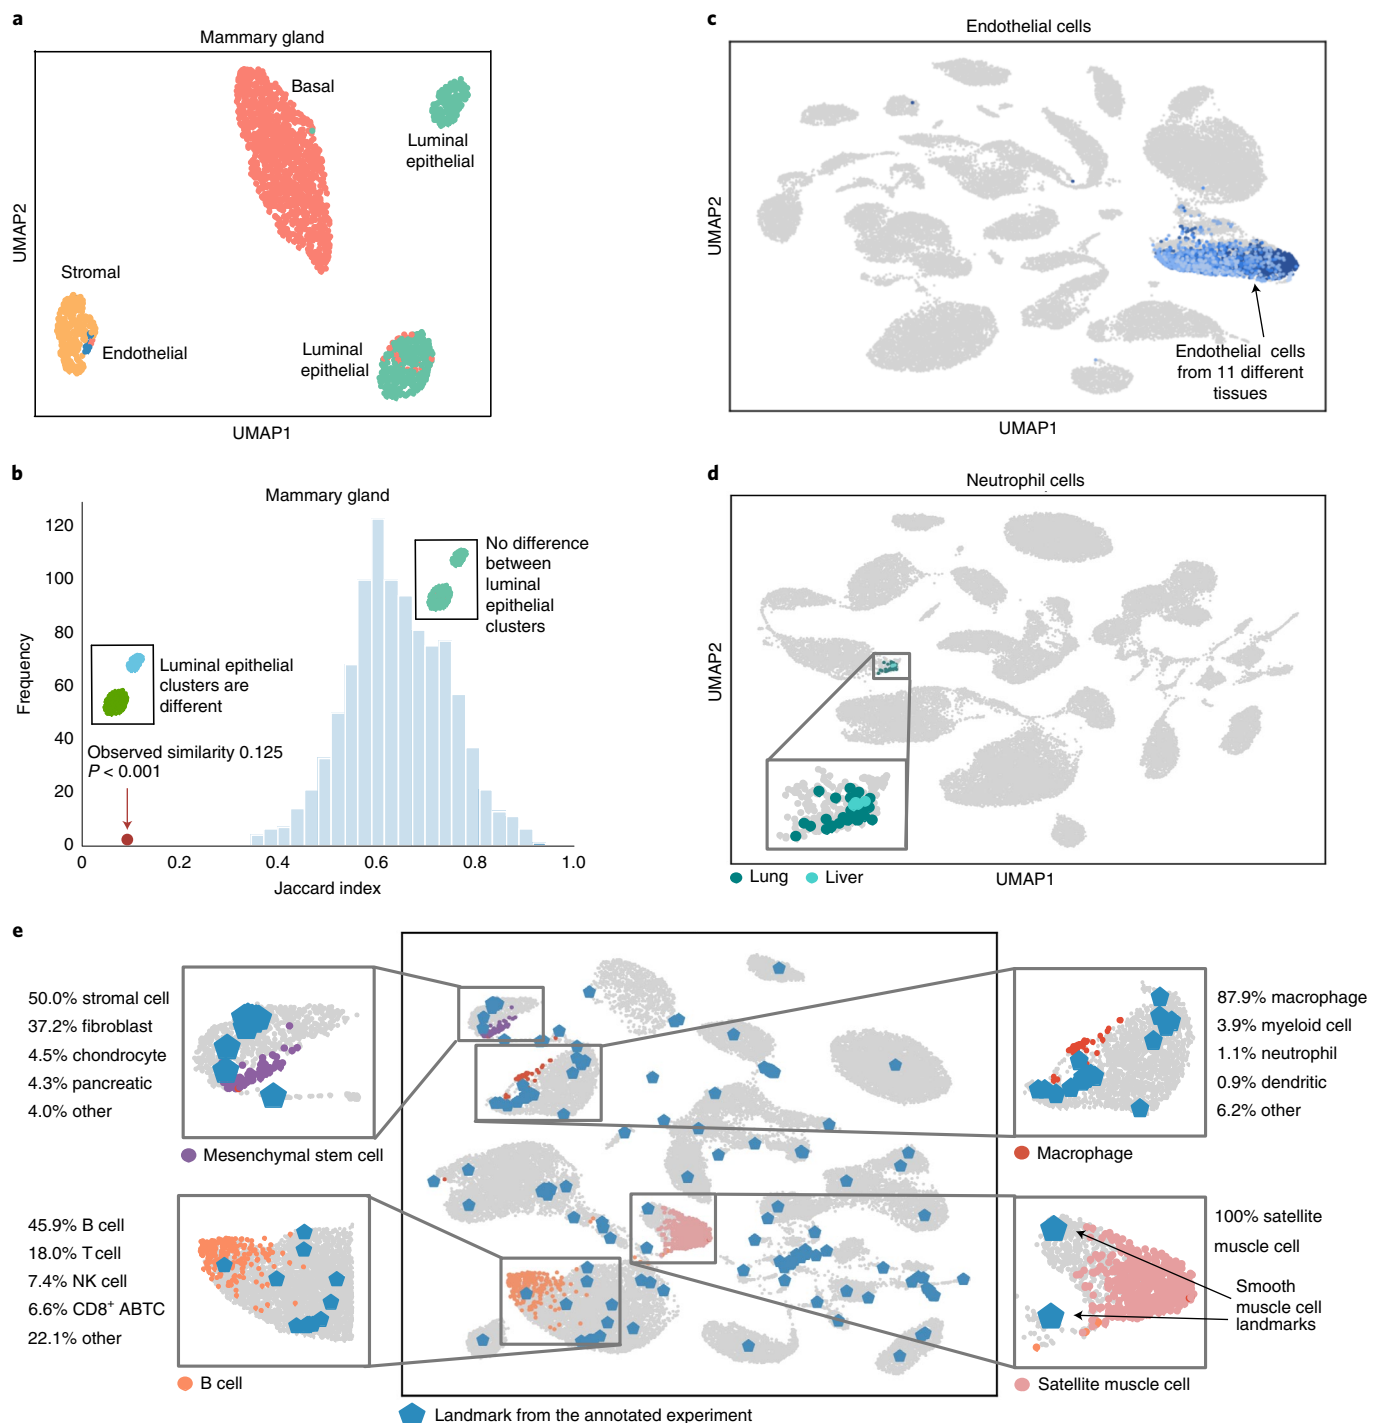 a
Mammary gland
Basal
Luminal
epithelial
Stromal
Endothelial
Luminal
epithelial
UMAP2
UMAP1
c
Endothelial cells
UMAP2
Endothelial cells
from 11 different
tissues
UMAP1
b
Mammary gland
Frequency
120
100
80
60
40
20
0
No difference
between
luminal
epithelial
clusters
Luminal epithelial
clusters are
different
Observed similarity 0.125
P < 0.001
0
0.2
0.4
0.6
0.8
1.0
Jaccard index
d
Neutrophil cells
UMAP2
Lung
Liver
UMAP1
e
50.0% stromal cell
37.2% fibroblast
4.5% chondrocyte
4.3% pancreatic
4.0% other
Mesenchymal stem cell
87.9% macrophage
3.9% myeloid cell
1.1% neutrophil
0.9% dendritic
6.2% other
Macrophage
45.9% B cell
18.0% T cell
7.4% NK cell
6.6% CD8+ ABTC
22.1% other
B cell
100% satellite
muscle cell
Smooth
muscle cell
landmarks
Satellite muscle cell
Landmark from the annotated experiment